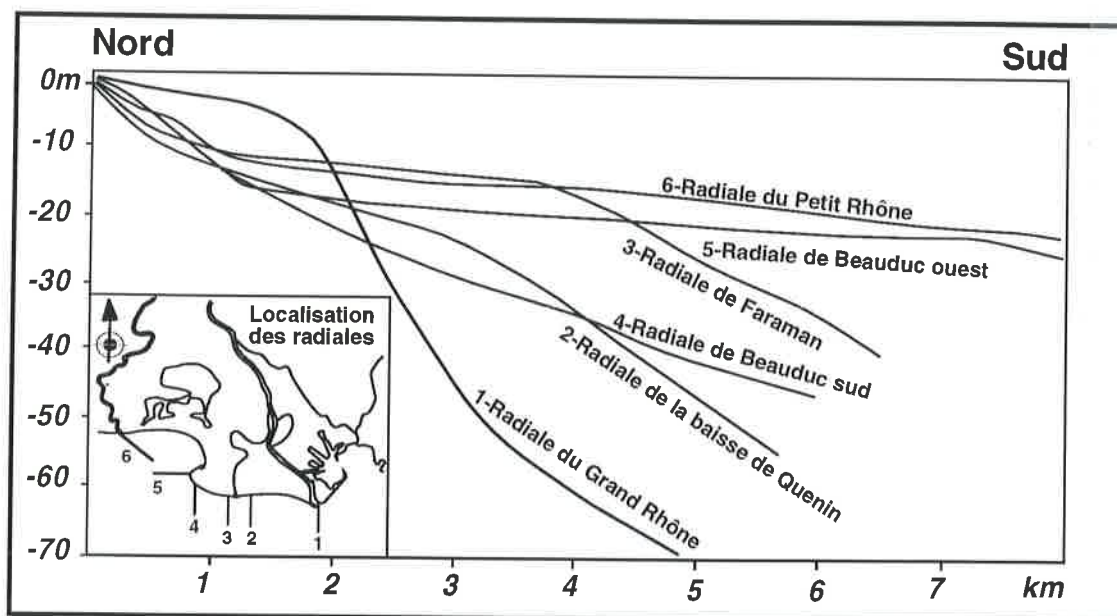 Nord
Sud
0m
-10
-20
-30
-40
-50
-60
-70
6-Radiale du Petit Rhône
5-Radiale de Beauduc ouest
3-Radiale de Faraman
4-Radiale de Beauduc sud
2-Radiale de la baisse de Quenin
1-Radiale du Grand Rhône
Localisation
des radiales
6
5
4
3
2
1
1
2
3
4
5
6
7
km